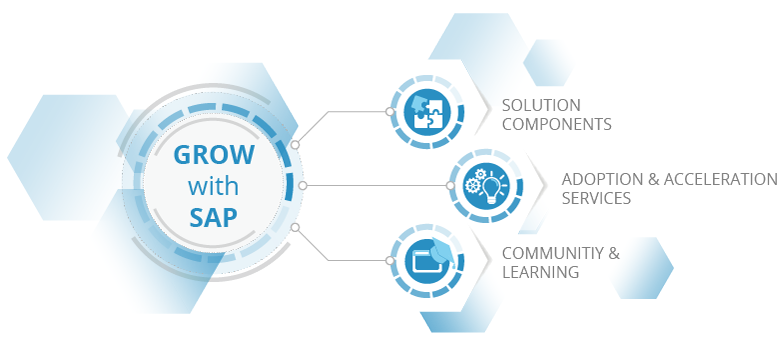 GROW
with
SAP
SOLUTION
COMPONENTS
ADOPTION & ACCELERATION
SERVICES
COMMUNITIY &
LEARNING